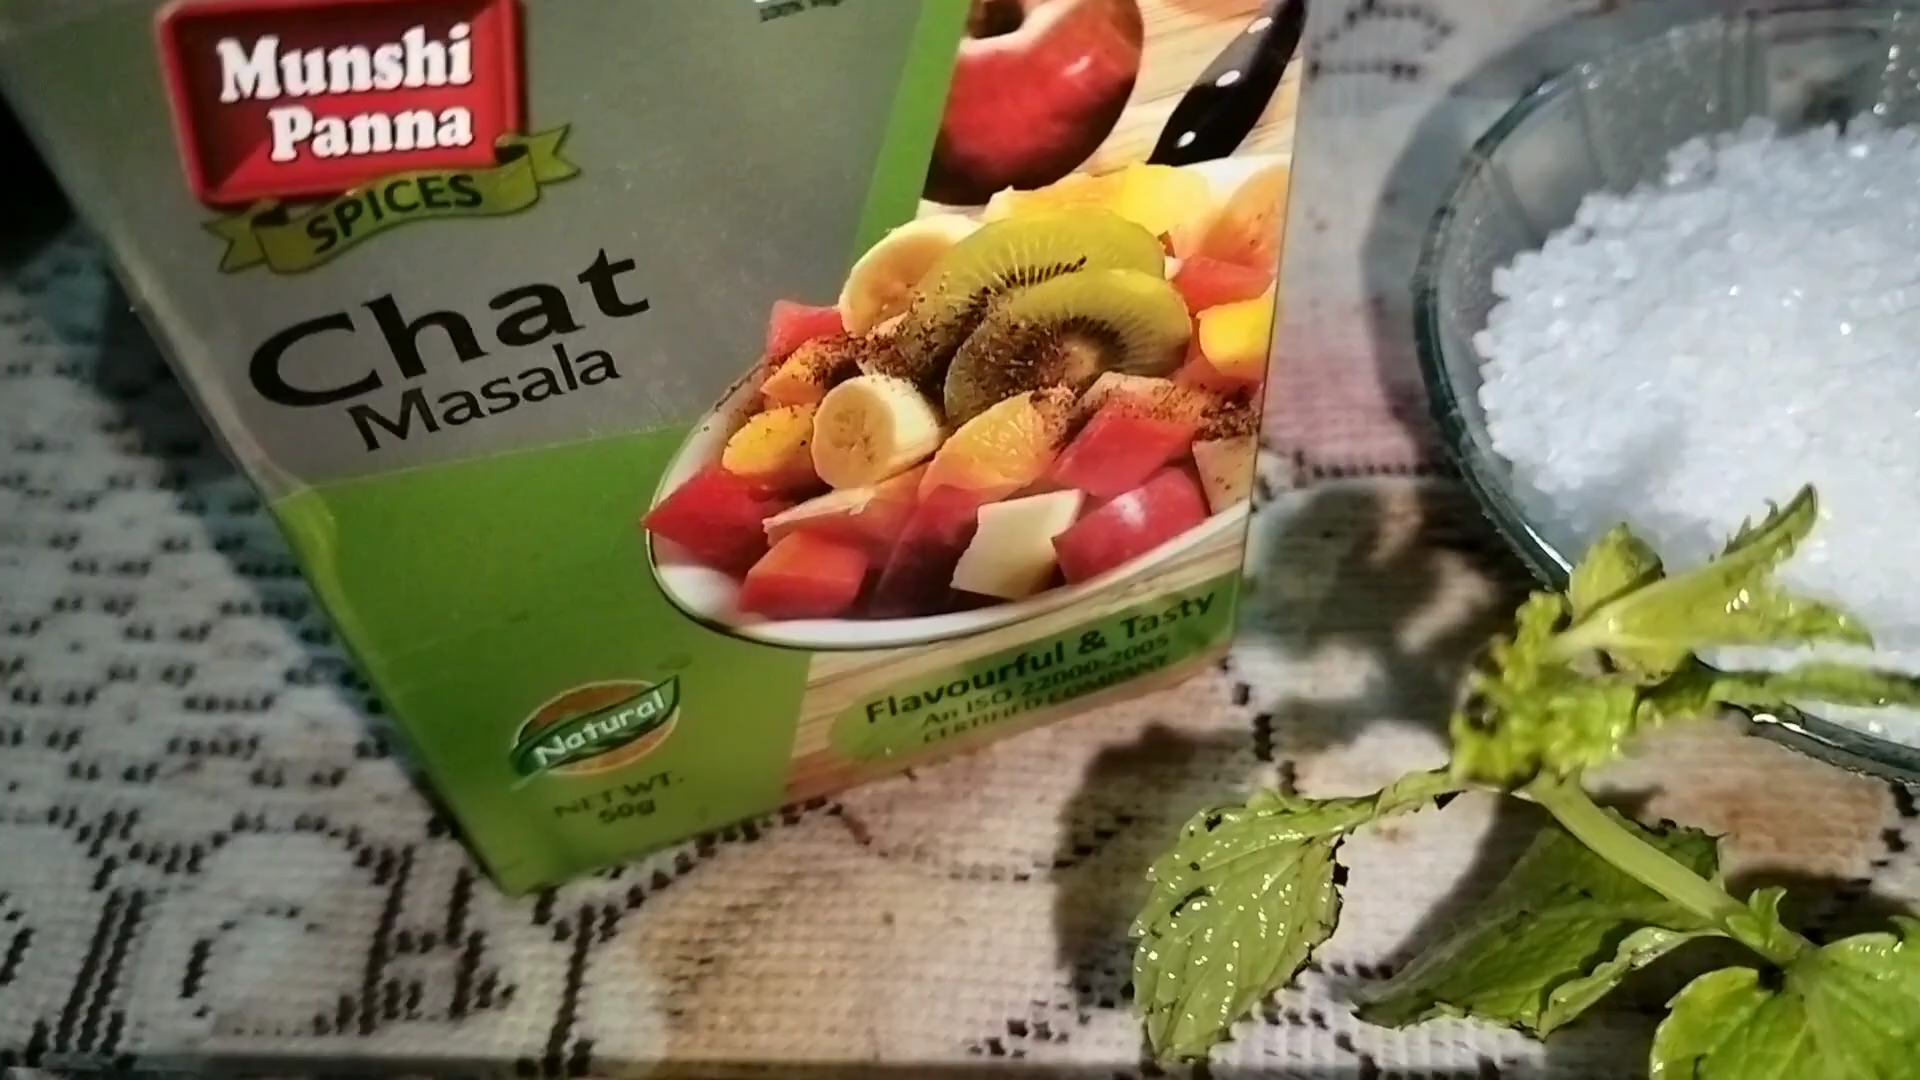 Munshi
Panna
SPICES
Chat
Masala
Natural
NET WT.
50g
Flavourful & Tasty
An ISO 22000:2005
CERTIFIED COMPANY